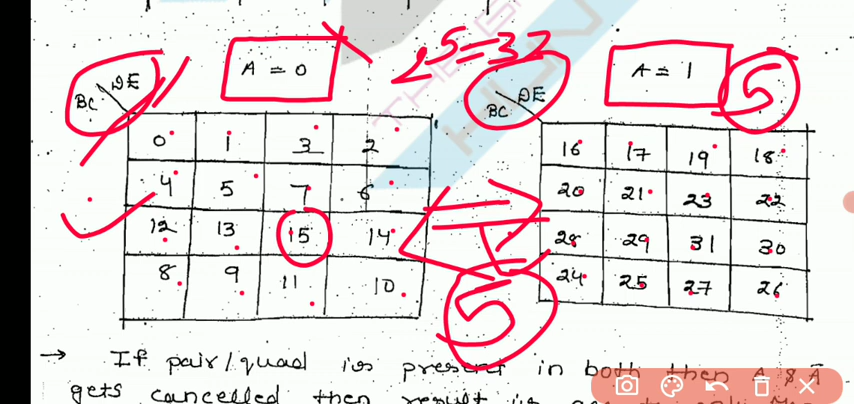 2^5=32
A = 0
A = 1
5
BC \ DE
BC \ DE
0 1 3 2
16 17 19 18
4 5 7 6
20 21 23 22
12 13 15 14
28 29 31 30
8 9 11 10
24 25 27 26
5
→ If pair/quad is present in both then A & Ā
gets cancelled then result is